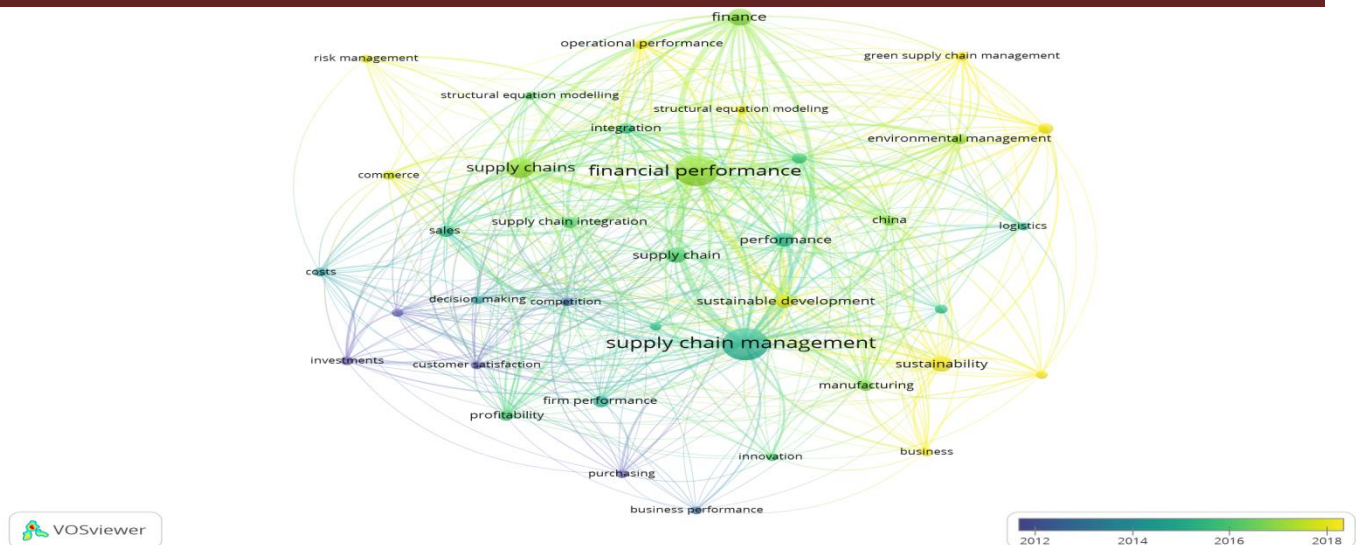 finance
operational performance
risk management
green supply chain management
structural equation modelling
structural equation modeling
integration
environmental management
supply chains
financial performance
commerce
supply chain integration
china
sales
logistics
performance
supply chain
costs
decision making
competition
sustainable development
supply chain management
investments
customer satisfaction
sustainability
manufacturing
firm performance
profitability
business
innovation
purchasing
business performance
VOSviewer
2012 2014 2016 2018